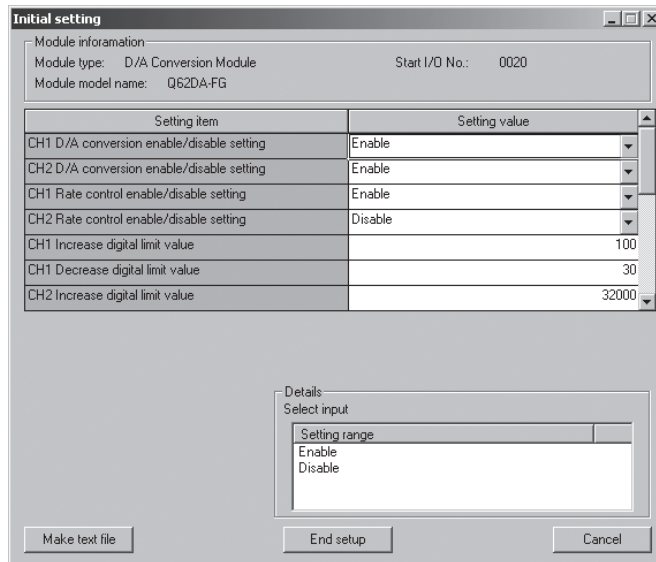 Initial setting
Module inforamation
Module type: D/A Conversion Module Start I/O No.: 0020
Module model name: Q62DA-FG
Setting item Setting value
CH1 D/A conversion enable/disable setting Enable
CH2 D/A conversion enable/disable setting Enable
CH1 Rate control enable/disable setting Enable
CH2 Rate control enable/disable setting Disable
CH1 Increase digital limit value 100
CH1 Decrease digital limit value 30
CH2 Increase digital limit value 32000
Details
Select input
Setting range
Enable
Disable
Make text file End setup Cancel